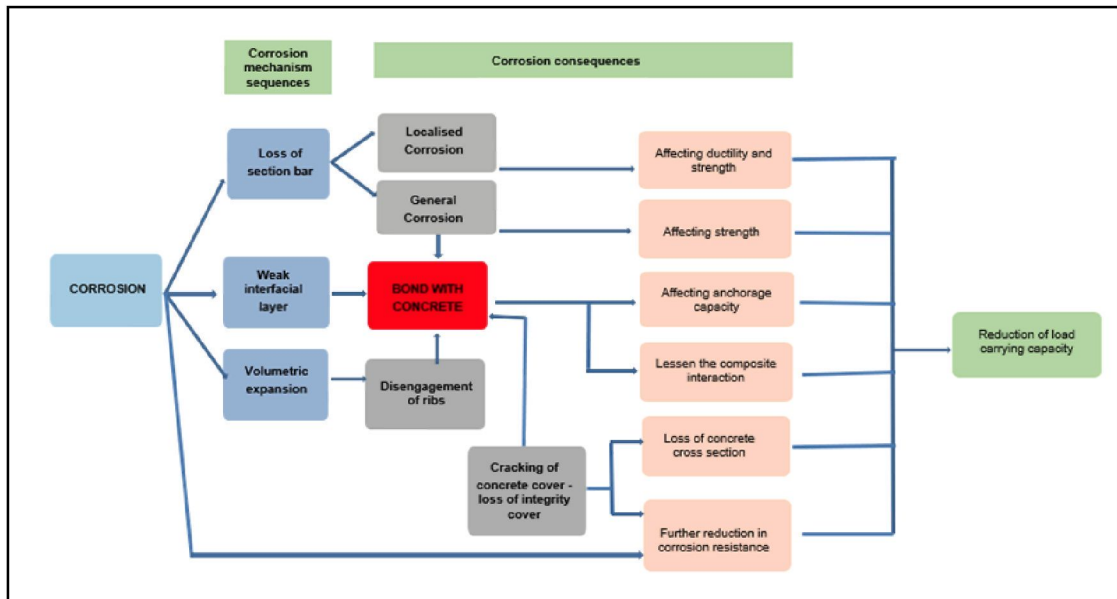 Corrosion
mechanism
sequences
Corrosion consequences
Loss of
section bar
Localised
Corrosion
General
Corrosion
Affecting ductility and
strength
Affecting strength
CORROSION
Weak
interfacial
layer
BOND WITH
CONCRETE
Affecting anchorage
capacity
Reduction of load
carrying capacity
Volumetric
expansion
Disengagement
of ribs
Lessen the composite
interaction
Cracking of
concrete cover -
loss of integrity
cover
Loss of concrete
cross section
Further reduction in
corrosion resistance